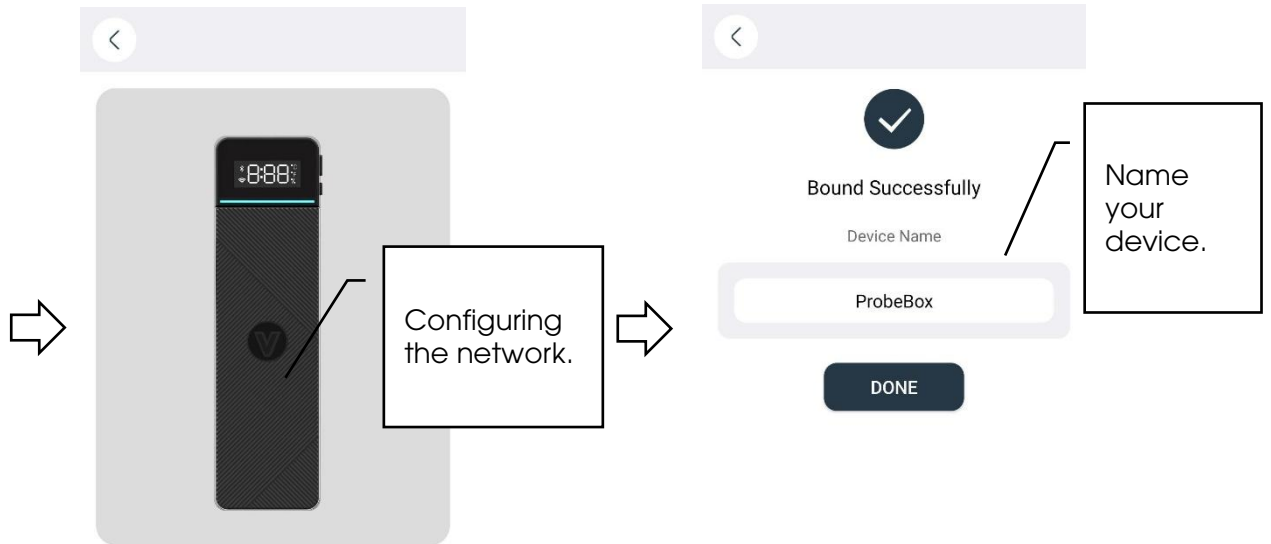 8:88
V
Configuring
the network.
Bound Successfully
Device Name
ProbeBox
DONE
Name
your
device.